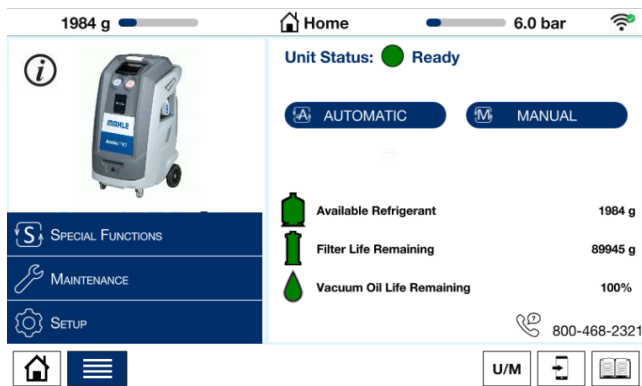 1984 g
Home
6.0 bar
Unit Status: Ready
AUTOMATIC
MANUAL
MAHLE
Available Refrigerant 1984 g
Filter Life Remaining 89945 g
Vacuum Oil Life Remaining 100%
SPECIAL FUNCTIONS
MAINTENANCE
SETUP
800-468-2321
U/M